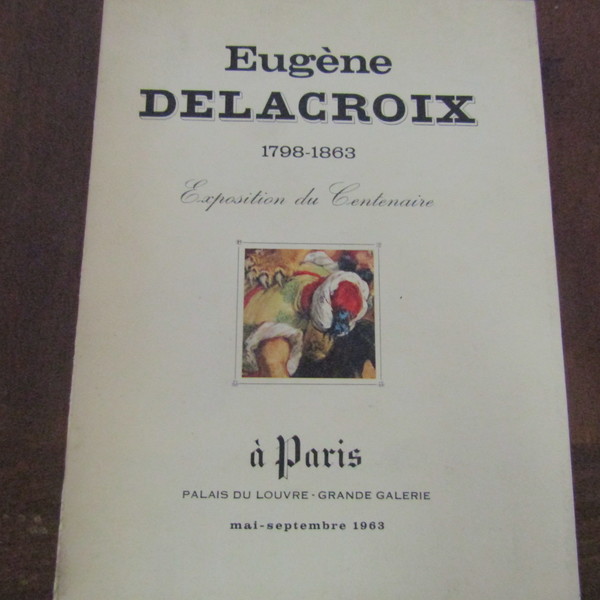 Eugène
DELACROIX
1798-1863
Exposition du Centenaire
à Paris
PALAIS DU LOUVRE - GRANDE GALERIE
mai-septembre 1963